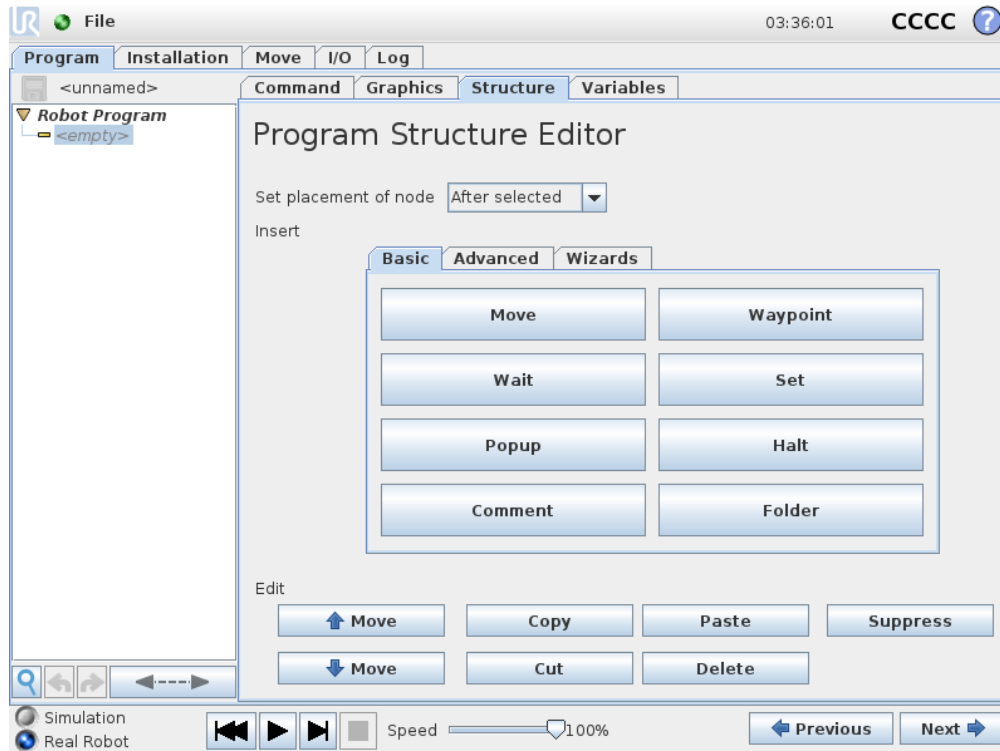 UR File 03:36:01 CCCC ?
Program Installation Move I/O Log
<unnamed> Command Graphics Structure Variables
Robot Program
<empty>
Program Structure Editor
Set placement of node After selected
Insert
Basic Advanced Wizards
Move Waypoint
Wait Set
Popup Halt
Comment Folder
Edit
Move Copy Paste Suppress
Move Cut Delete
Simulation
Real Robot
Speed 100% Previous Next